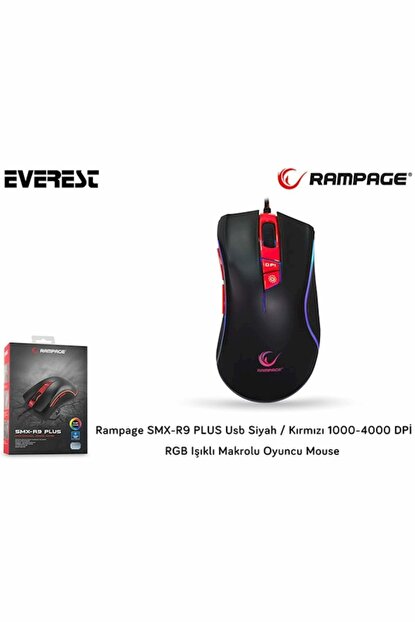 EVEREST
RAMPAGE®
DPI
RAMPAGE
RAMPAGE
SMX-R9 PLUS
Rampage SMX-R9 PLUS Usb Siyah / Kırmızı 1000-4000 DPİ
RGB Işıklı Makrolu Oyuncu Mouse